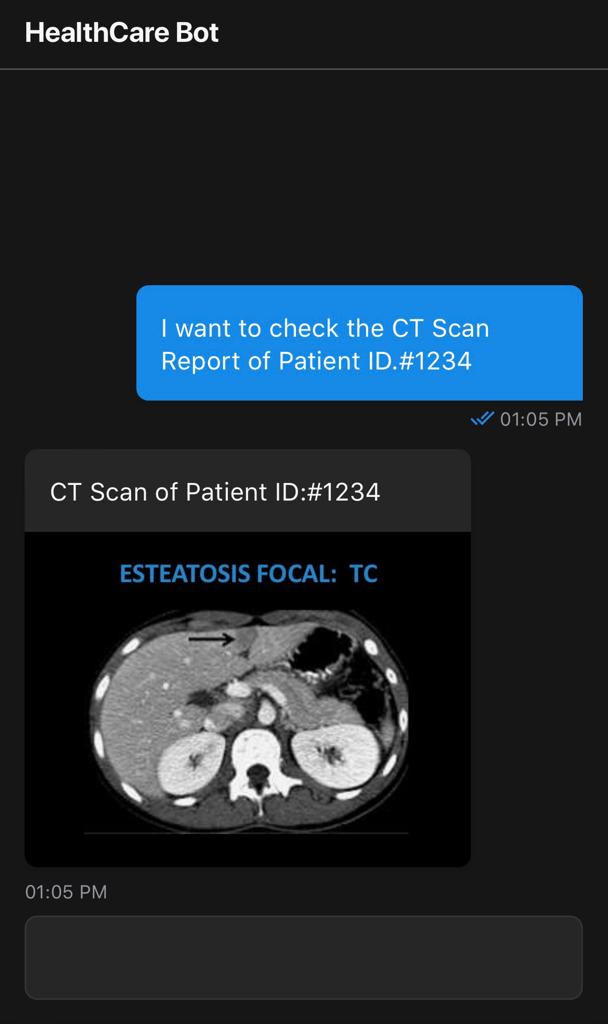 HealthCare Bot
I want to check the CT Scan
Report of Patient ID.#1234
01:05 PM
CT Scan of Patient ID:#1234
ESTEATOSIS FOCAL: TC
01:05 PM